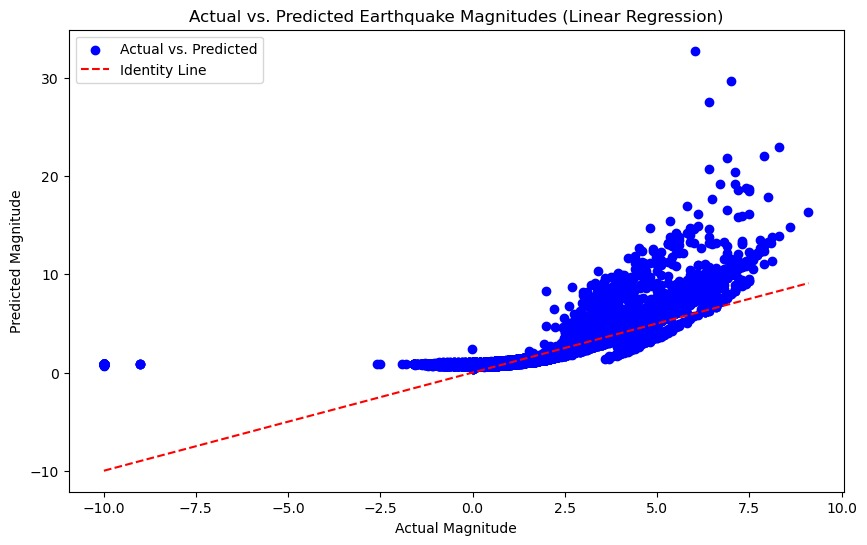 Actual vs. Predicted Earthquake Magnitudes (Linear Regression)
Actual vs. Predicted
Identity Line
Predicted Magnitude
30
20
10
0
−10
−10.0 −7.5 −5.0 −2.5 0.0 2.5 5.0 7.5 10.0
Actual Magnitude